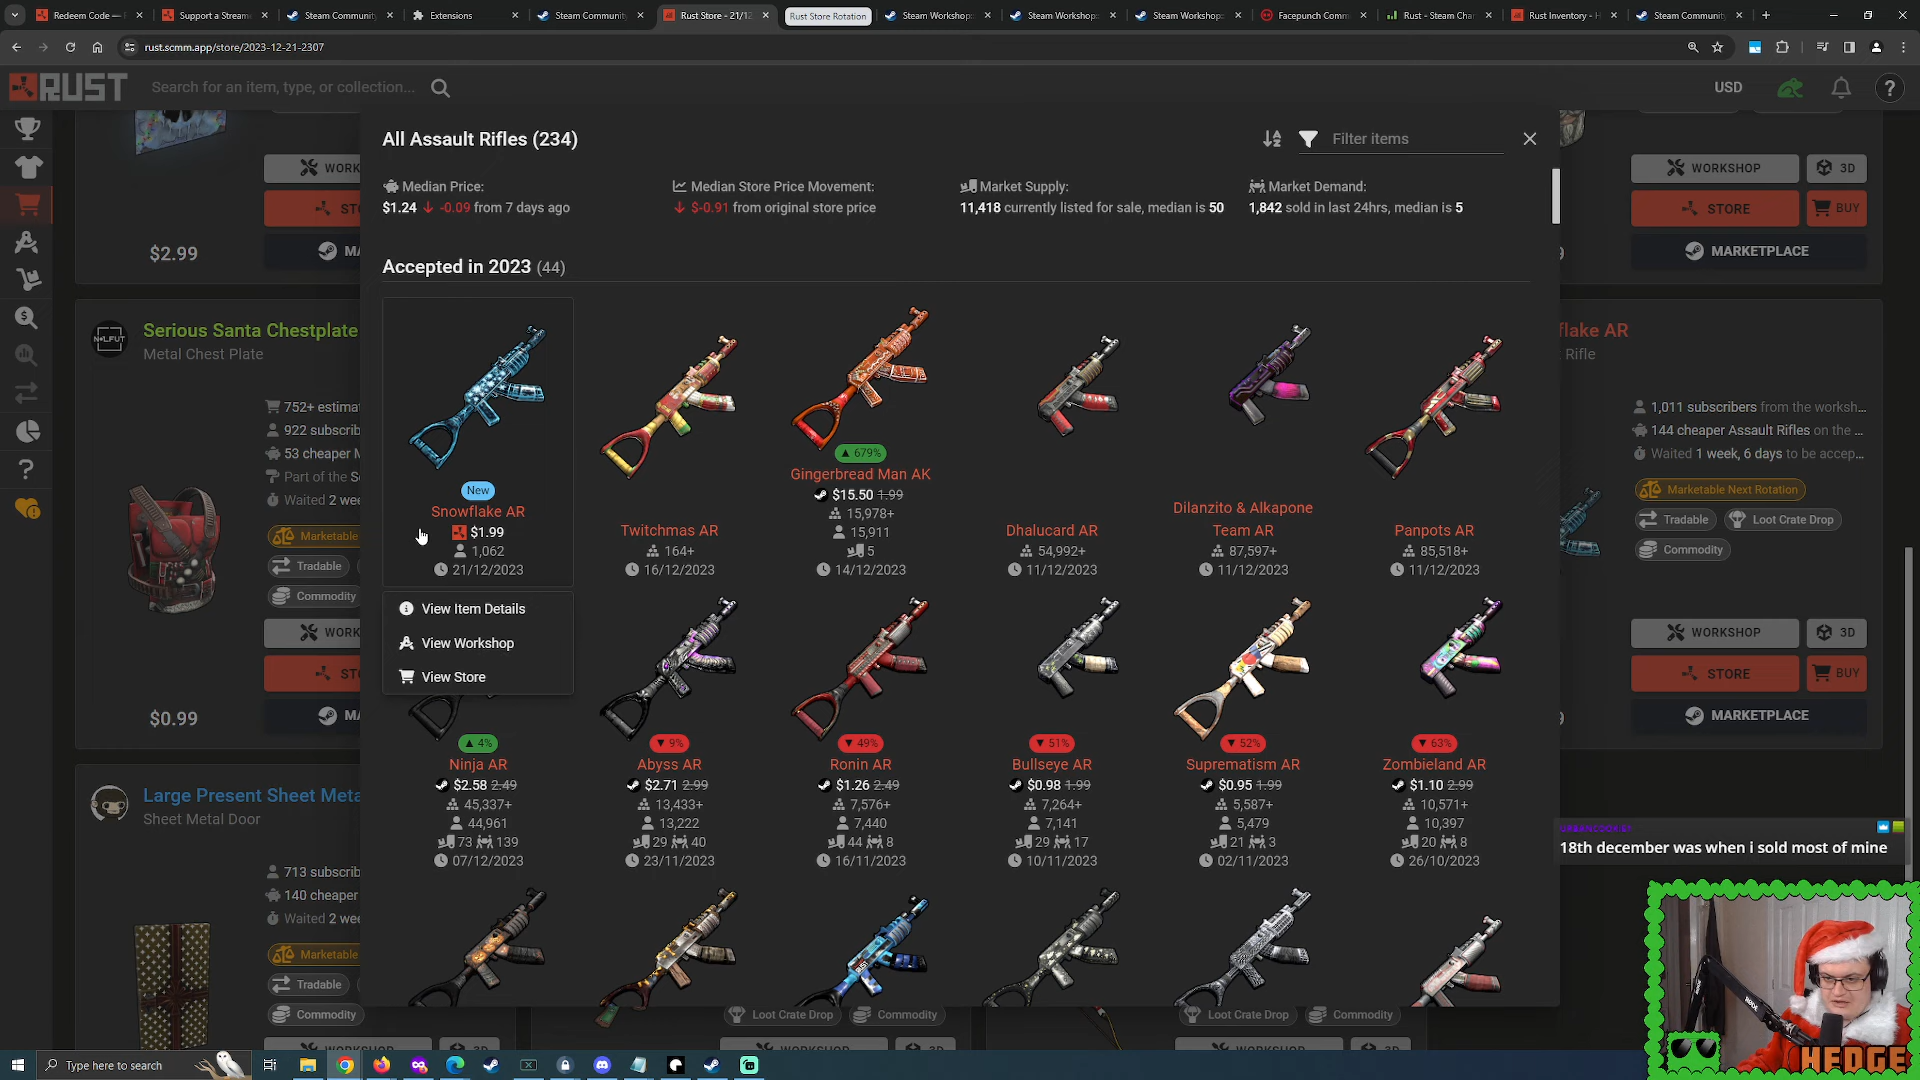 Redeem Code —
Support a Stream
Steam Community
Extensions
Steam Community
Rust Store - 21/12
Rust Store Rotation
Steam Workshop:
Steam Workshop:
Steam Workshop:
Facepunch Comm
Rust - Steam Cha
Rust Inventory - H
Steam Community
rust.scmm.app/store/2023-12-21-2307
RUST
Search for an item, type, or collection...
USD
All Assault Rifles (234)
Filter items
Median Price:
$1.24 -0.09 from 7 days ago
Median Store Price Movement:
$-0.91 from original store price
Market Supply:
11,418 currently listed for sale, median is 50
Market Demand:
1,842 sold in last 24hrs, median is 5
Accepted in 2023 (44)
New
Snowflake AR
$1.99
1,062
21/12/2023
Twitchmas AR
164+
16/12/2023
679%
Gingerbread Man AK
$15.50 1.99
15,978+
15,911
5
14/12/2023
Dhalucard AR
54,992+
11/12/2023
Dilanzito & Alkapone
Team AR
87,597+
11/12/2023
Panpots AR
85,518+
11/12/2023
View Item Details
View Workshop
View Store
4%
Ninja AR
$2.58 2.49
45,337+
44,961
73 139
07/12/2023
9%
Abyss AR
$2.71 2.99
13,433+
13,222
29 40
23/11/2023
49%
Ronin AR
$1.26 2.49
7,576+
7,440
44 8
16/11/2023
51%
Bullseye AR
$0.98 1.99
7,264+
7,141
29 17
10/11/2023
52%
Suprematism AR
$0.95 1.99
5,587+
5,479
21 3
02/11/2023
63%
Zombieland AR
$1.10 2.99
10,571+
10,397
20 8
26/10/2023
WORK
STO
MA
$2.99
NOLFUT
Serious Santa Chestplate
Metal Chest Plate
752+ estimat
922 subscrib
53 cheaper M
Part of the Se
Waited 2 wee
Marketable
Tradable
Commodity
WORK
STO
MA
$0.99
Large Present Sheet Meta
Sheet Metal Door
713 subscrib
140 cheaper
Waited 2 wee
Marketable
Tradable
Commodity
Loot Crate Drop
Commodity
Loot Crate Drop
Commodity
WORKSHOP
3D
STORE
BUY
MARKETPLACE
flake AR
Rifle
1,011 subscribers from the worksh...
144 cheaper Assault Rifles on the ...
Waited 1 week, 6 days to be accep...
Marketable Next Rotation
Tradable
Loot Crate Drop
Commodity
WORKSHOP
3D
STORE
BUY
MARKETPLACE
18th december was when i sold most of mine
HEDGE
Type here to search